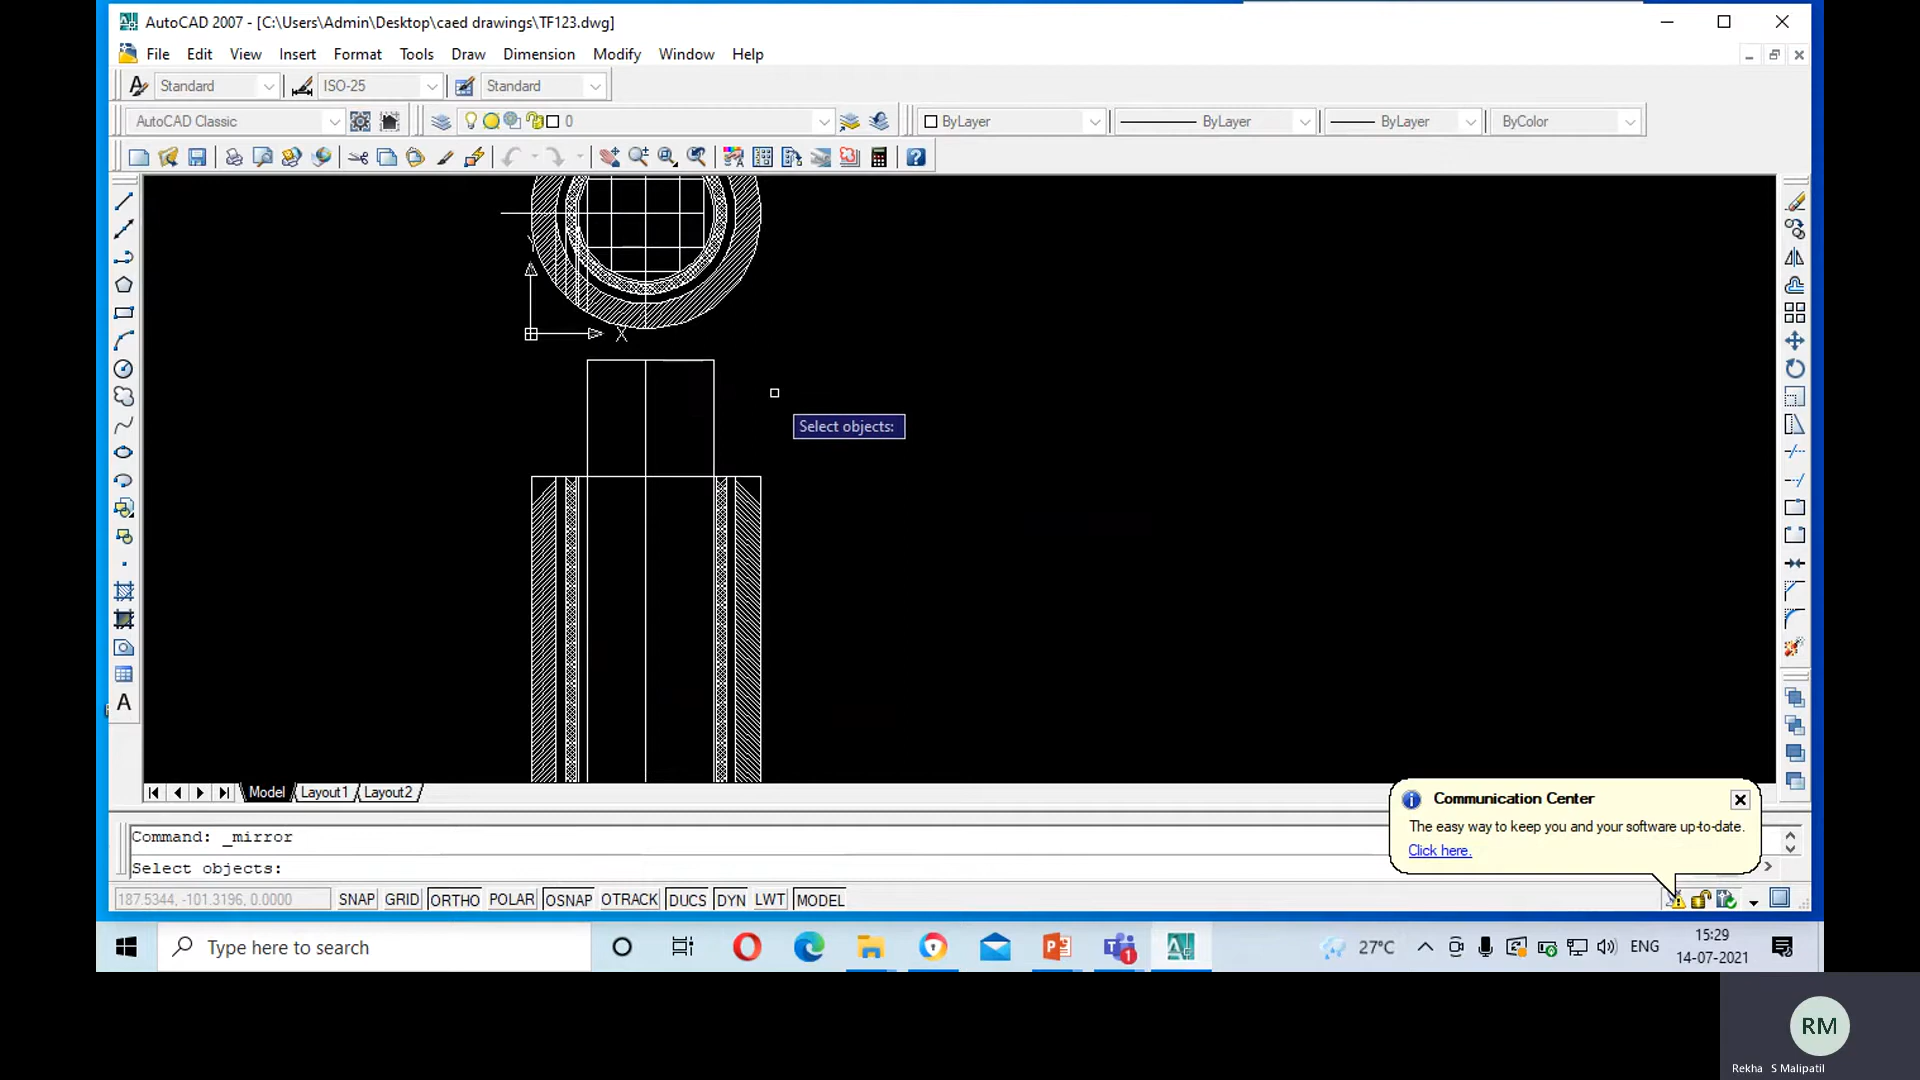 AutoCAD 2007 - [C:\Users\Admin\Desktop\caed drawings\TF123.dwg]
File Edit View Insert Format Tools Draw Dimension Modify Window Help
Standard ISO-25 Standard
AutoCAD Classic 0 ByLayer ByLayer ByLayer ByColor
Y
X
Select objects:
A
Model Layout1 Layout2
Command: _mirror
Select objects:
Communication Center
The easy way to keep you and your software up-to-date.
Click here.
187.5344, -101.3196, 0.0000 SNAP GRID ORTHO POLAR OSNAP OTRACK DUCS DYN LWT MODEL
Type here to search
1
27°C
ENG
15:29
14-07-2021
RM
Rekha S Malipatil